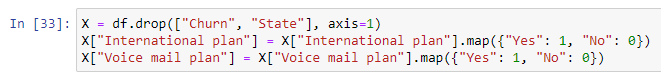 In [33]: X = df.drop(["Churn", "State"], axis=1)
X["International plan"] = X["International plan"].map({"Yes": 1, "No": 0})
X["Voice mail plan"] = X["Voice mail plan"].map({"Yes": 1, "No": 0})